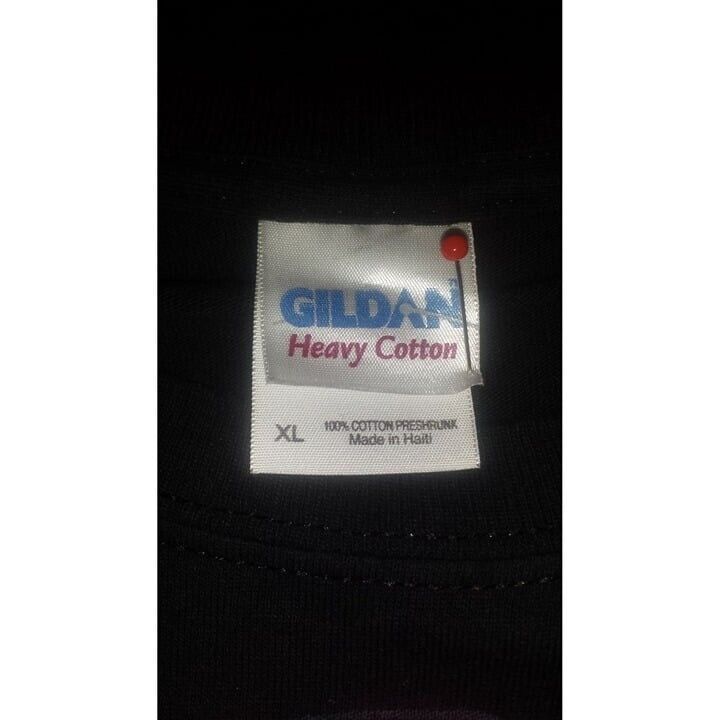 GILDAN
Heavy Cotton
XL
100% COTTON PRESHRUNK
Made in Haiti